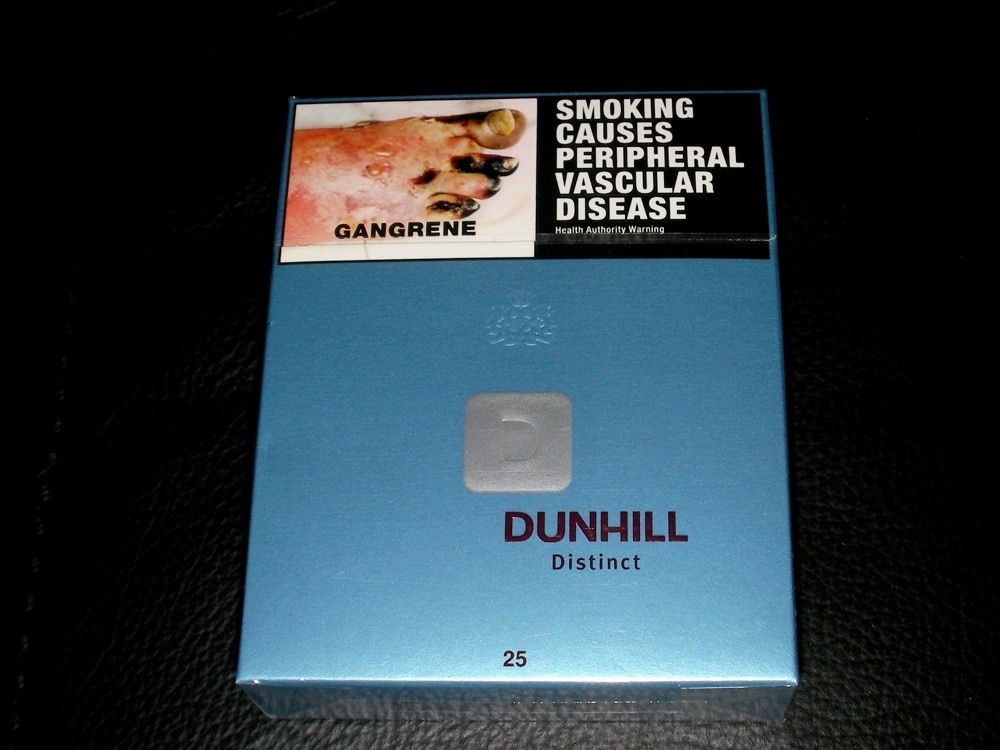 SMOKING
CAUSES
PERIPHERAL
VASCULAR
DISEASE
Health Authority Warning
GANGRENE
D
DUNHILL
Distinct
25